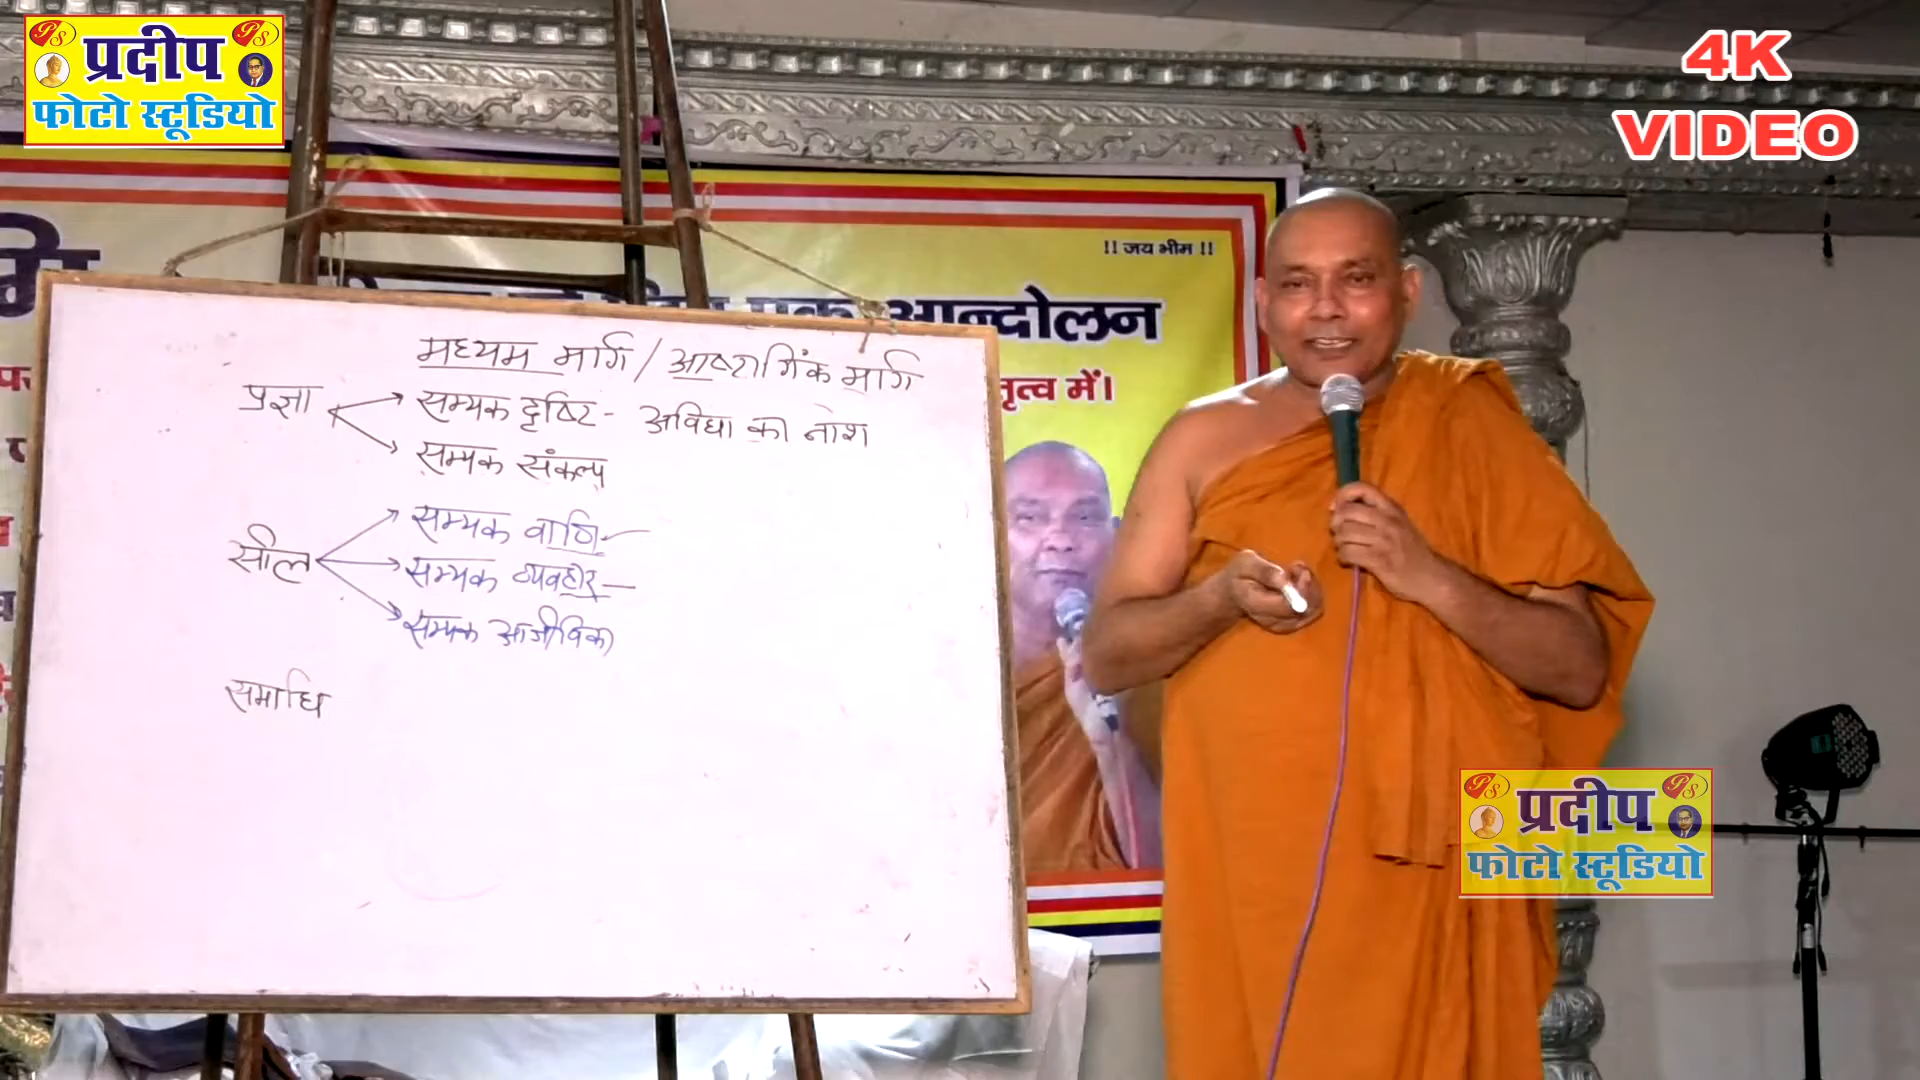 प्रदीप
फोटो स्टूडियो
4K
VIDEO
!! जय भीम !!
आन्दोलन
तृत्व में।
मध्यम मार्ग / आष्टागिंक मार्ग
प्रज्ञा
सम्यक दृष्टि - अविद्या का नाश
सम्यक संकल्प
सम्यक वाणि
सील
सम्यक व्यवहार
सम्यक आजीविका
समाधि
प्रदीप
फोटो स्टूडियो